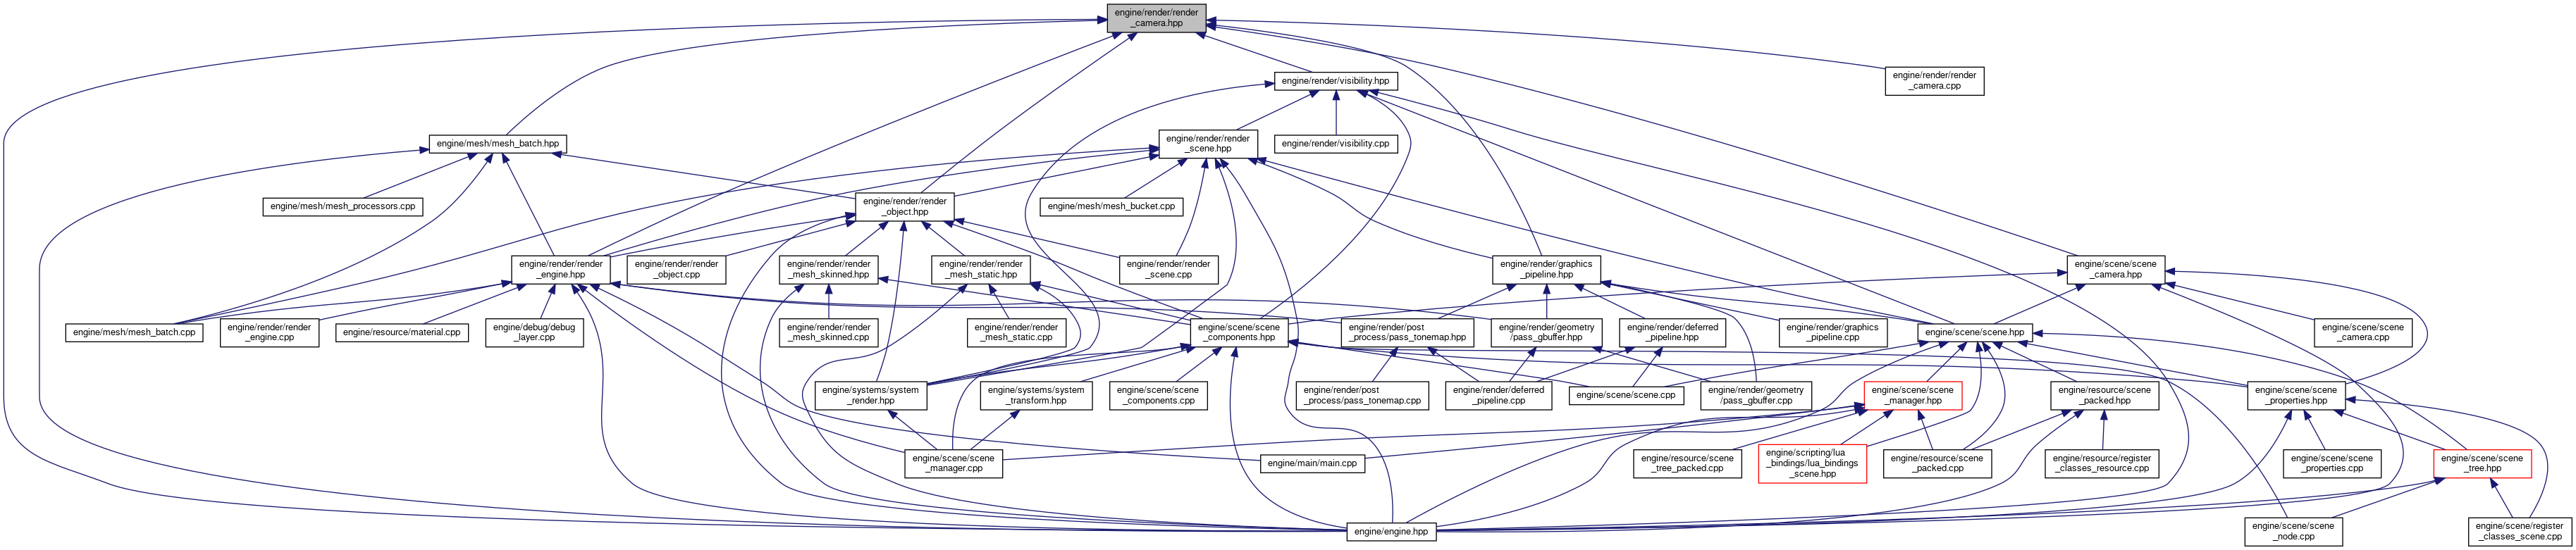 engine/render/render
_camera.hpp
engine/render/visibility.hpp
engine/render/render
_camera.cpp
engine/mesh/mesh_batch.hpp
engine/render/render
_scene.hpp
engine/render/visibility.cpp
engine/mesh/mesh_processors.cpp
engine/render/render
_object.hpp
engine/mesh/mesh_bucket.cpp
engine/render/render
_engine.hpp
engine/render/render
_object.cpp
engine/render/render
_mesh_skinned.hpp
engine/render/render
_mesh_static.hpp
engine/render/render
_scene.cpp
engine/render/graphics
_pipeline.hpp
engine/scene/scene
_camera.hpp
engine/mesh/mesh_batch.cpp
engine/render/render
_engine.cpp
engine/resource/material.cpp
engine/debug/debug
_layer.cpp
engine/render/render
_mesh_skinned.cpp
engine/render/render
_mesh_static.cpp
engine/scene/scene
_components.hpp
engine/render/post
_process/pass_tonemap.hpp
engine/render/geometry
/pass_gbuffer.hpp
engine/render/deferred
_pipeline.hpp
engine/render/graphics
_pipeline.cpp
engine/scene/scene.hpp
engine/scene/scene
_camera.cpp
engine/systems/system
_render.hpp
engine/systems/system
_transform.hpp
engine/scene/scene
_components.cpp
engine/render/post
_process/pass_tonemap.cpp
engine/render/deferred
_pipeline.cpp
engine/scene/scene.cpp
engine/render/geometry
/pass_gbuffer.cpp
engine/scene/scene
_manager.hpp
engine/resource/scene
_packed.hpp
engine/scene/scene
_properties.hpp
engine/scene/scene
_manager.cpp
engine/main/main.cpp
engine/resource/scene
_tree_packed.cpp
engine/scripting/lua
_bindings/lua_bindings
_scene.hpp
engine/resource/scene
_packed.cpp
engine/resource/register
_classes_resource.cpp
engine/scene/scene
_properties.cpp
engine/scene/scene
_tree.hpp
engine/engine.hpp
engine/scene/scene
_node.cpp
engine/scene/register
_classes_scene.cpp